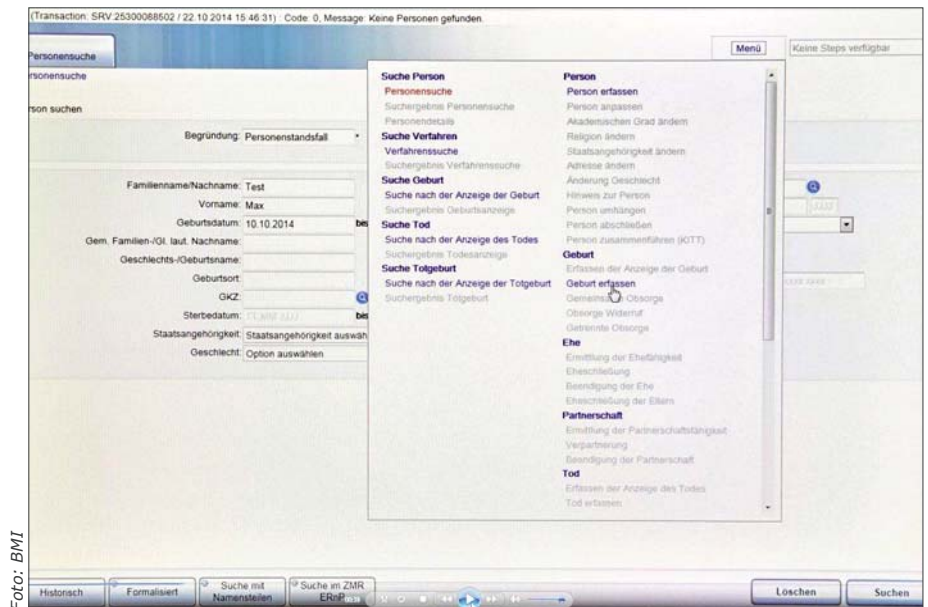 (Transaction: SRV 25300088502 / 22.10.2014 15:46:31) : Code: 0, Message: Keine Personen gefunden.
Personensuche
Menü
Keine Steps verfügbar
rsonensuche
rson suchen
Begründung: Personenstandsfall
Familienname/Nachname: Test
Vorname: Max
Geburtsdatum: 10.10.2014 bis
Gem. Familien-/Gl. laut. Nachname:
Geschlechts-/Geburtsname:
Geburtsort:
GKZ:
Sterbedatum: bis
Staatsangehörigkeit: Staatsangehörigkeit auswäh
Geschlecht: Option auswählen
Suche Person
Personensuche
Suchergebnis Personensuche
Personendetails
Suche Verfahren
Verfahrenssuche
Suchergebnis Verfahrenssuche
Suche Geburt
Suche nach der Anzeige der Geburt
Suchergebnis Geburtsanzeige
Suche Tod
Suche nach der Anzeige des Todes
Suchergebnis Todesanzeige
Suche Totgeburt
Suche nach der Anzeige der Totgeburt
Suchergebnis Totgeburt
Person
Person erfassen
Person anpassen
Akademischen Grad ändern
Religion ändern
Staatsangehörigkeit ändern
Adresse ändern
Änderung Geschlecht
Hinweis zur Person
Person umhängen
Person abschließen
Person zusammenführen (KITT)
Geburt
Erfassen der Anzeige der Geburt
Geburt erfassen
Gemeinsame Obsorge
Obsorge Widerruf
Getrennte Obsorge
Ehe
Ermittlung der Ehefähigkeit
Eheschließung
Beendigung der Ehe
Eheschließung der Eltern
Partnerschaft
Ermittlung der Partnerschaftsfähigkeit
Verpartnerung
Beendigung der Partnerschaft
Tod
Erfassen der Anzeige des Todes
Tod erfassen
Historisch
Formalisiert
Suche mit
Namensteilen
Suche im ZMR
ERnP
Löschen
Suchen
Foto: BMI